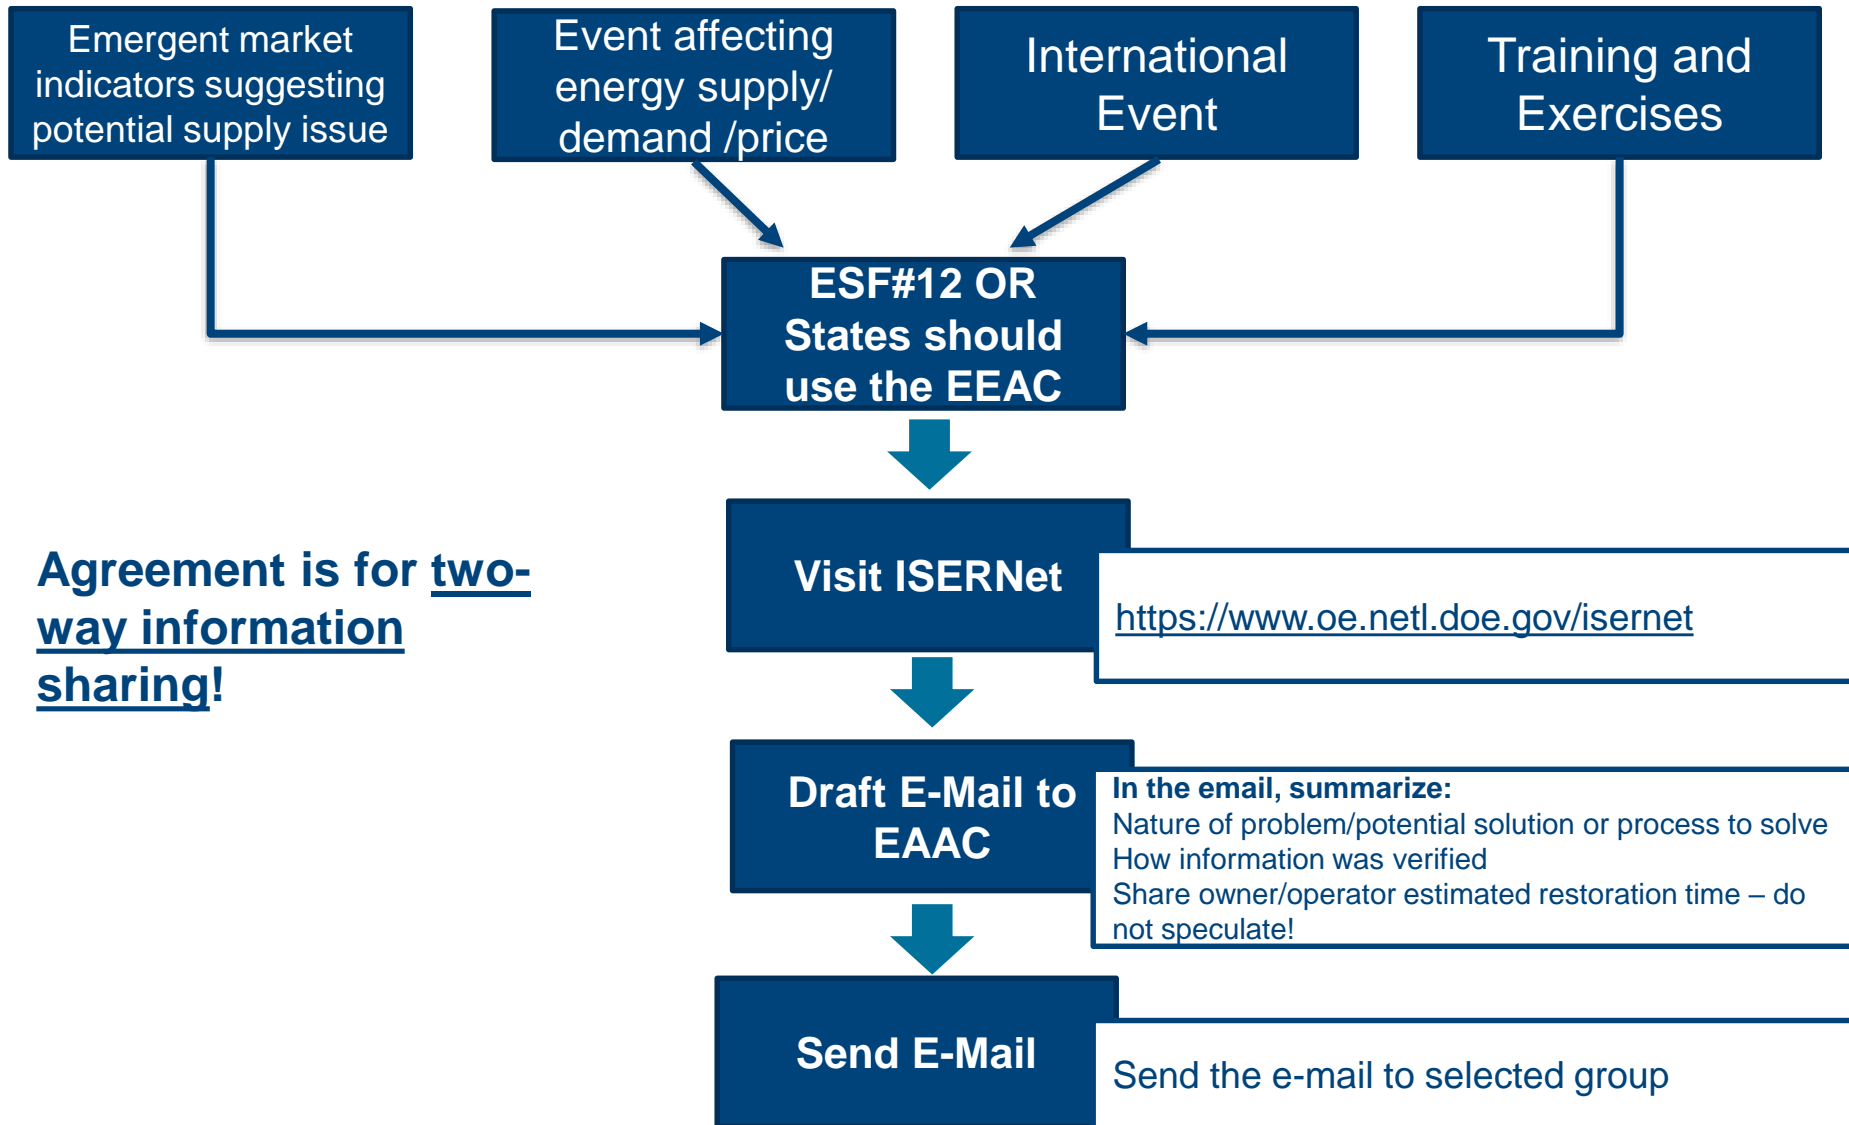 Emergent market
indicators suggesting
potential supply issue
Event affecting
energy supply/
demand /price
International
Event
Training and
Exercises
ESF#12 OR
States should
use the EEAC
Visit ISERNet
https://www.oe.netl.doe.gov/isernet
Agreement is for two-
way information
sharing!
Draft E-Mail to
EAAC
In the email, summarize:
Nature of problem/potential solution or process to solve
How information was verified
Share owner/operator estimated restoration time – do
not speculate!
Send E-Mail
Send the e-mail to selected group